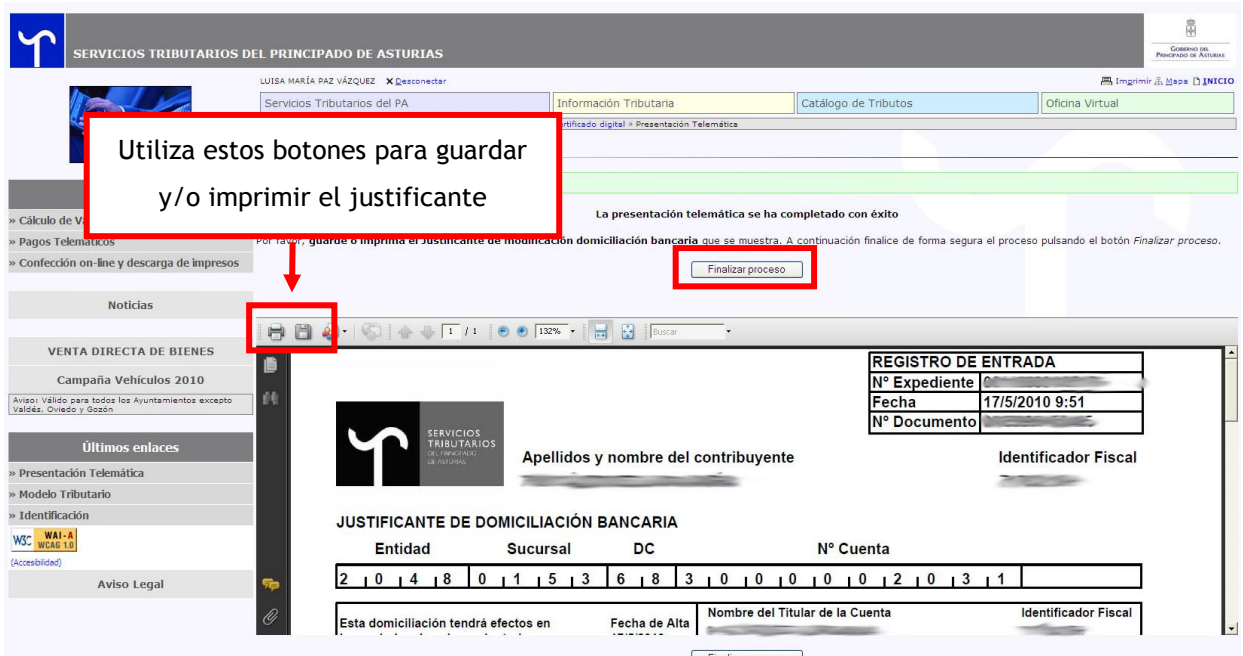 SERVICIOS TRIBUTARIOS DEL PRINCIPADO DE ASTURIAS
GOBIERNO DEL
PRINCIPADO DE ASTURIAS
LUISA MARÍA PAZ VÁZQUEZ Desconectar
Imprimir Mapa INICIO
Servicios Tributarios del PA
Información Tributaria
Catálogo de Tributos
Oficina Virtual
digital > Presentación Telemática
Utiliza estos botones para guardar
y/o imprimir el justificante
» Cálculo de
» Pagos Telemáticos
» Confección on-line y descarga de impresos
Noticias
VENTA DIRECTA DE BIENES
Campaña Vehículos 2010
Aviso: Válido para todos los Ayuntamientos excepto
Valdés, Oviedo y Gozón
Últimos enlaces
» Presentación Telemática
» Modelo Tributario
» Identificación
W3C WAI-A
WCAG 1.0
(Accesibilidad)
Aviso Legal
La presentación telemática se ha completado con éxito
Por favor, guarde o imprima el Justificante de modificación domiciliación bancaria que se muestra. A continuación finalice de forma segura el proceso pulsando el botón Finalizar proceso.
Finalizar proceso
1 / 1 132% Buscar
REGISTRO DE ENTRADA
Nº Expediente
Fecha 17/5/2010 9:51
Nº Documento
SERVICIOS
TRIBUTARIOS
DEL PRINCIPADO
DE ASTURIAS
Apellidos y nombre del contribuyente
Identificador Fiscal
JUSTIFICANTE DE DOMICILIACIÓN BANCARIA
Entidad Sucursal DC Nº Cuenta
2 0 4 8 0 1 5 3 6 8 3 0 0 0 0 0 2 0 3 1
Esta domiciliación tendrá efectos en
Fecha de Alta
Nombre del Titular de la Cuenta
Identificador Fiscal